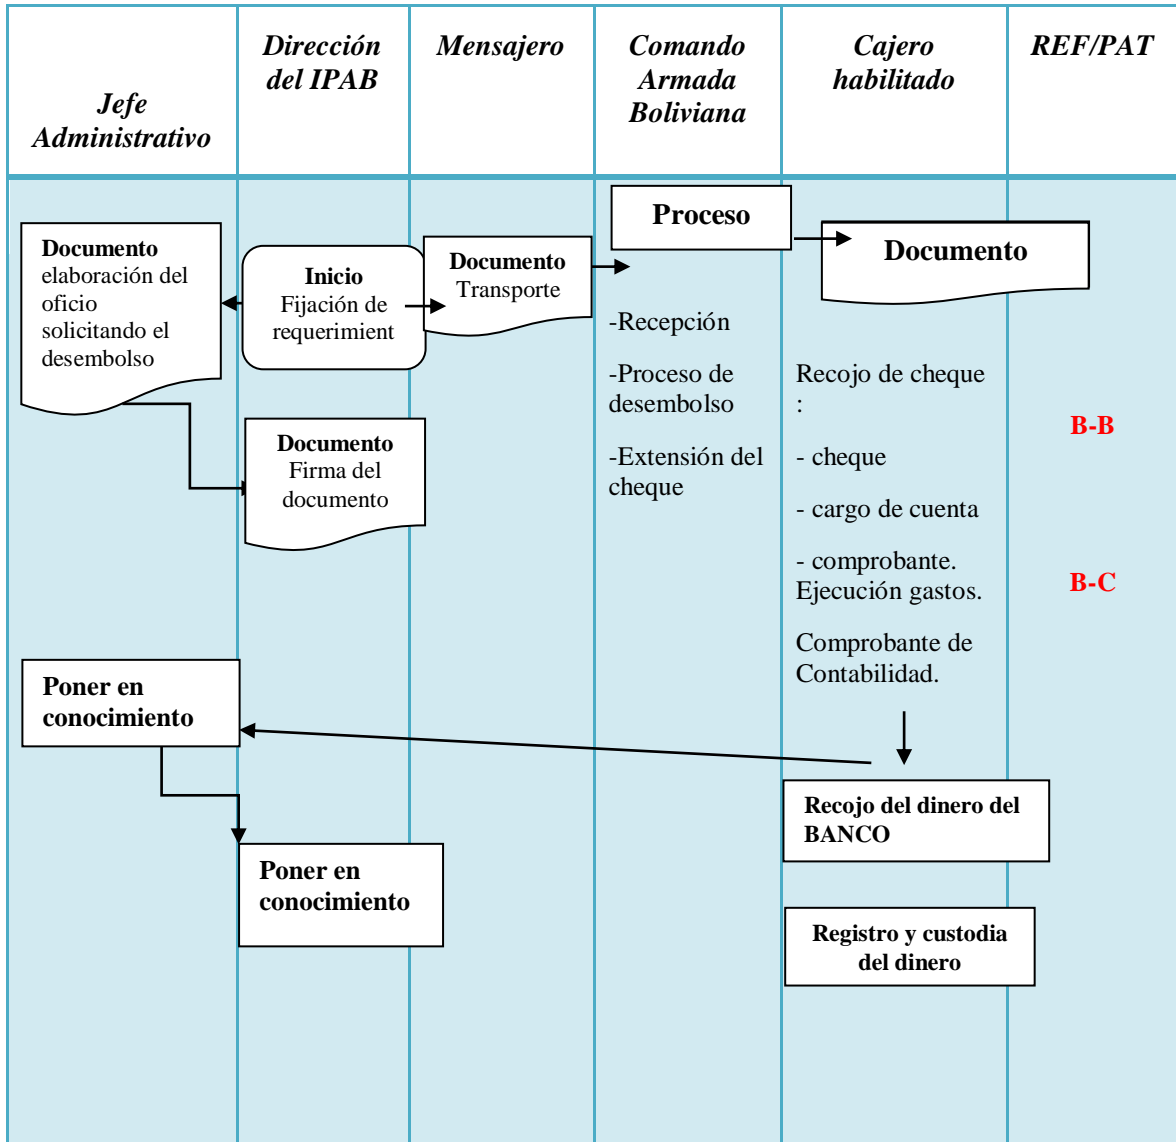 Jefe
Administrativo
Dirección
del IPAB
Mensajero
Comando
Armada
Boliviana
Cajero
habilitado
REF/PAT
Documento
elaboración del
oficio
solicitando el
desembolso
Inicio
Fijación de
requerimient
Documento
Transporte
Proceso
Documento
Documento
Firma del
documento
-Recepción
-Proceso de
desembolso
-Extensión del
cheque
Recojo de cheque
:
- cheque
- cargo de cuenta
- comprobante.
Ejecución gastos.
Comprobante de
Contabilidad.
B-B
B-C
Poner en
conocimiento
Poner en
conocimiento
Recojo del dinero del
BANCO
Registro y custodia
del dinero